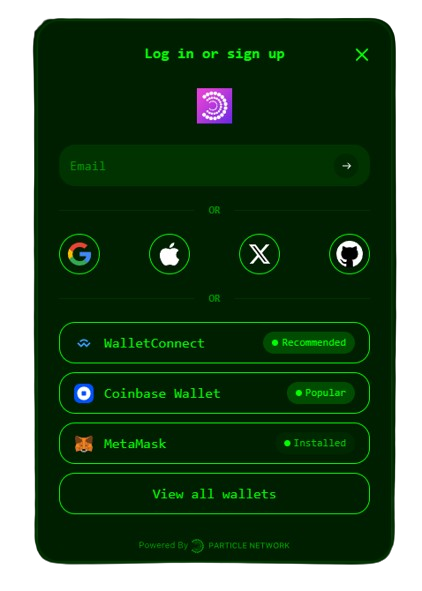 Log in or sign up
Email
OR
OR
WalletConnect Recommended
Coinbase Wallet Popular
MetaMask Installed
View all wallets
Powered By PARTICLE NETWORK